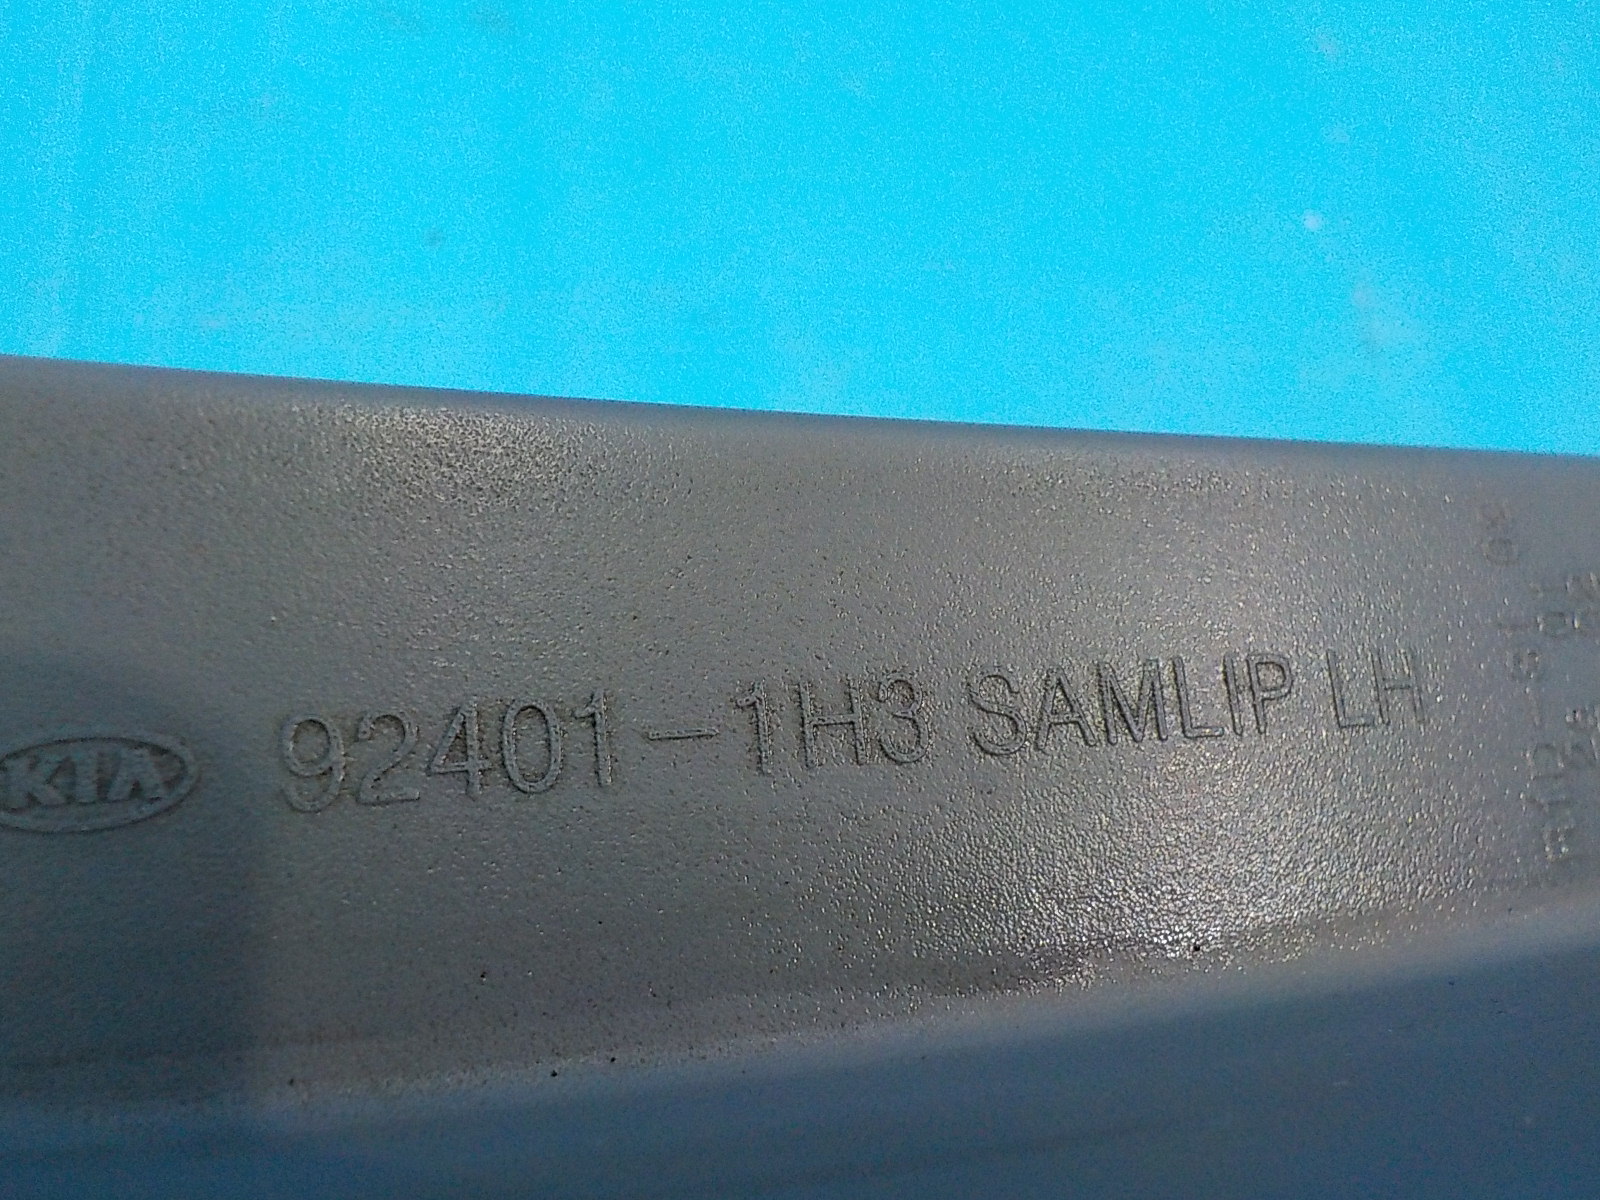 KIA 92401-1H3 SAMLIP LH